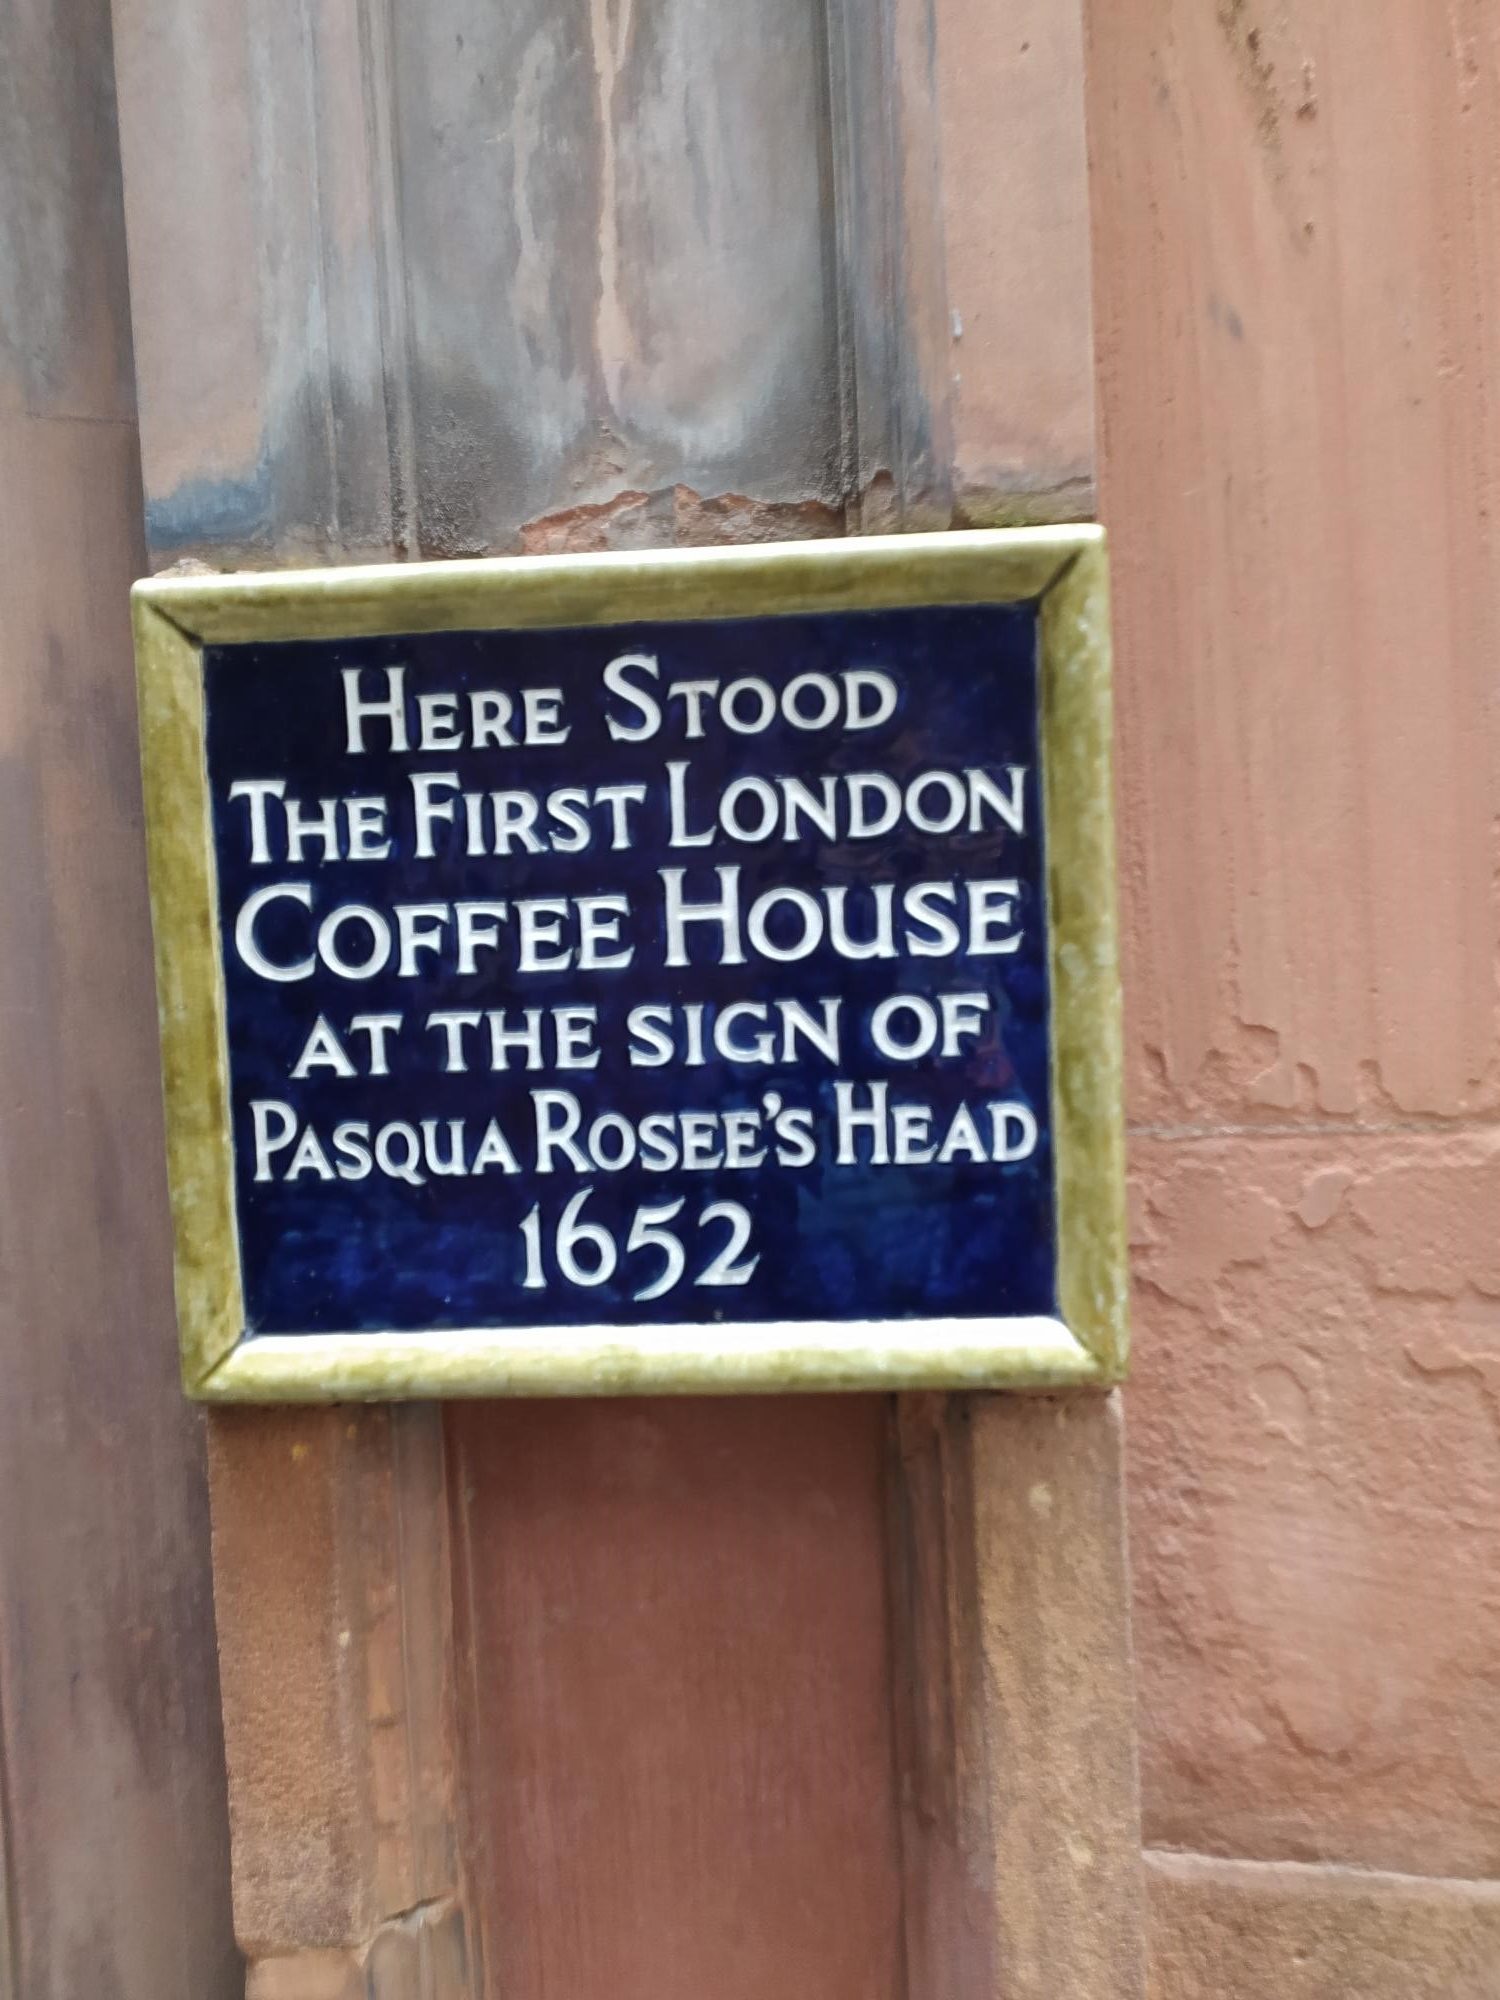 HERE STOOD
THE FIRST LONDON
COFFEE HOUSE
AT THE SIGN OF
PASQUA ROSEE'S HEAD
1652